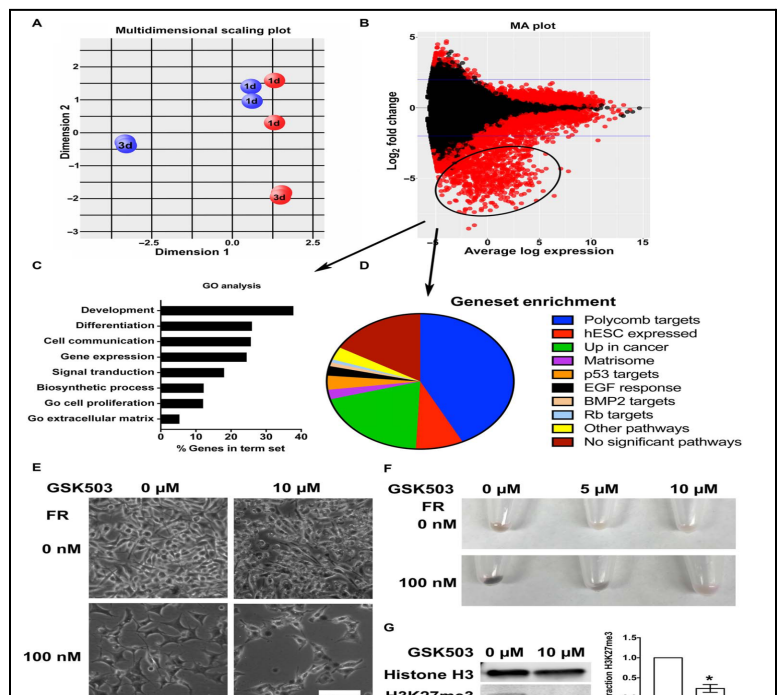 A
Multidimensional scaling plot
2
1
0
−1
−2
−3
Dimension 2
1d
1d
1d
1d
3d
3d
−2.5
0.0
2.5
Dimension 1
B
MA plot
5
0
−5
Log2 fold change
−5
0
5
10
15
Average log expression
C
GO analysis
Development
Differentiation
Cell communication
Gene expression
Signal tranduction
Biosynthetic process
Go cell proliferation
Go extracellular matrix
0
10
20
30
40
% Genes in term set
D
Geneset enrichment
Polycomb targets
hESC expressed
Up in cancer
Matrisome
p53 targets
EGF response
BMP2 targets
Rb targets
Other pathways
No significant pathways
E
GSK503
0 µM
10 µM
FR
0 nM
100 nM
F
GSK503
0 µM
5 µM
10 µM
FR
0 nM
100 nM
G
GSK503
0 µM
10 µM
Histone H3
H3K27me3
1.5
1.0
0.5
*